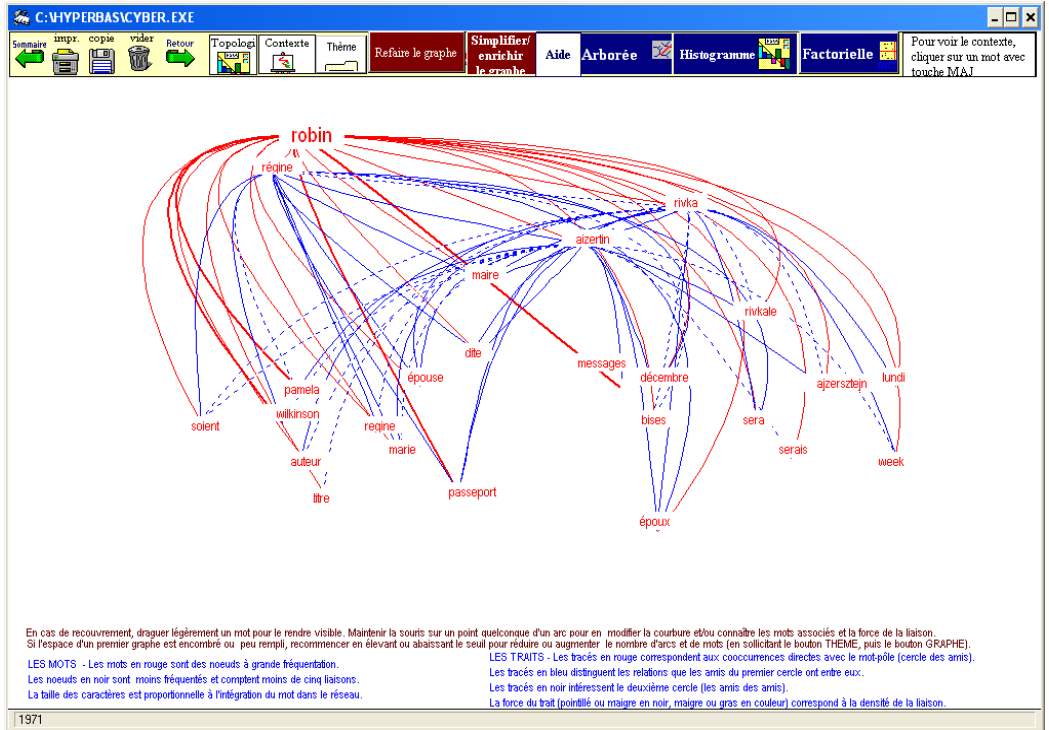 C:\HYPERBAS\CYBER.EXE
Sommaire
impr.
copie
vider
Retour
Topologi
Contexte
Thème
Refaire le graphe
Simplifier/
enrichir
le graphe
Aide
Arborée
Histogramme
Factorielle
Pour voir le contexte,
cliquer sur un mot avec
touche MAJ
robin
régine
rivka
aizertin
maire
rivkale
dite
messages
épouse
décembre
ajzersztejn
lundi
pamela
wilkinson
soient
regine
bises
sera
marie
serais
auteur
week
titre
passeport
époux
En cas de recouvrement, draguer légèrement un mot pour le rendre visible. Maintenir la souris sur un point quelconque d'un arc pour en modifier la courbure et/ou connaître les mots associés et la force de la liaison.
Si l'espace d'un premier graphe est encombré ou peu rempli, recommencer en élevant ou abaissant le seuil pour réduire ou augmenter le nombre d'arcs et de mots (en sollicitant le bouton THEME, puis le bouton GRAPHE).
LES MOTS - Les mots en rouge sont des noeuds à grande fréquentation.
Les noeuds en noir sont moins fréquentés et comptent moins de cinq liaisons.
La taille des caractères est proportionnelle à l'intégration du mot dans le réseau.
LES TRAITS - Les tracés en rouge correspondent aux cooccurrences directes avec le mot-pôle (cercle des amis).
Les tracés en bleu distinguent les relations que les amis du premier cercle ont entre eux.
Les tracés en noir intéressent le deuxième cercle (les amis des amis).
La force du trait (pointillé ou maigre en noir, maigre ou gras en couleur) correspond à la densité de la liaison.
1971